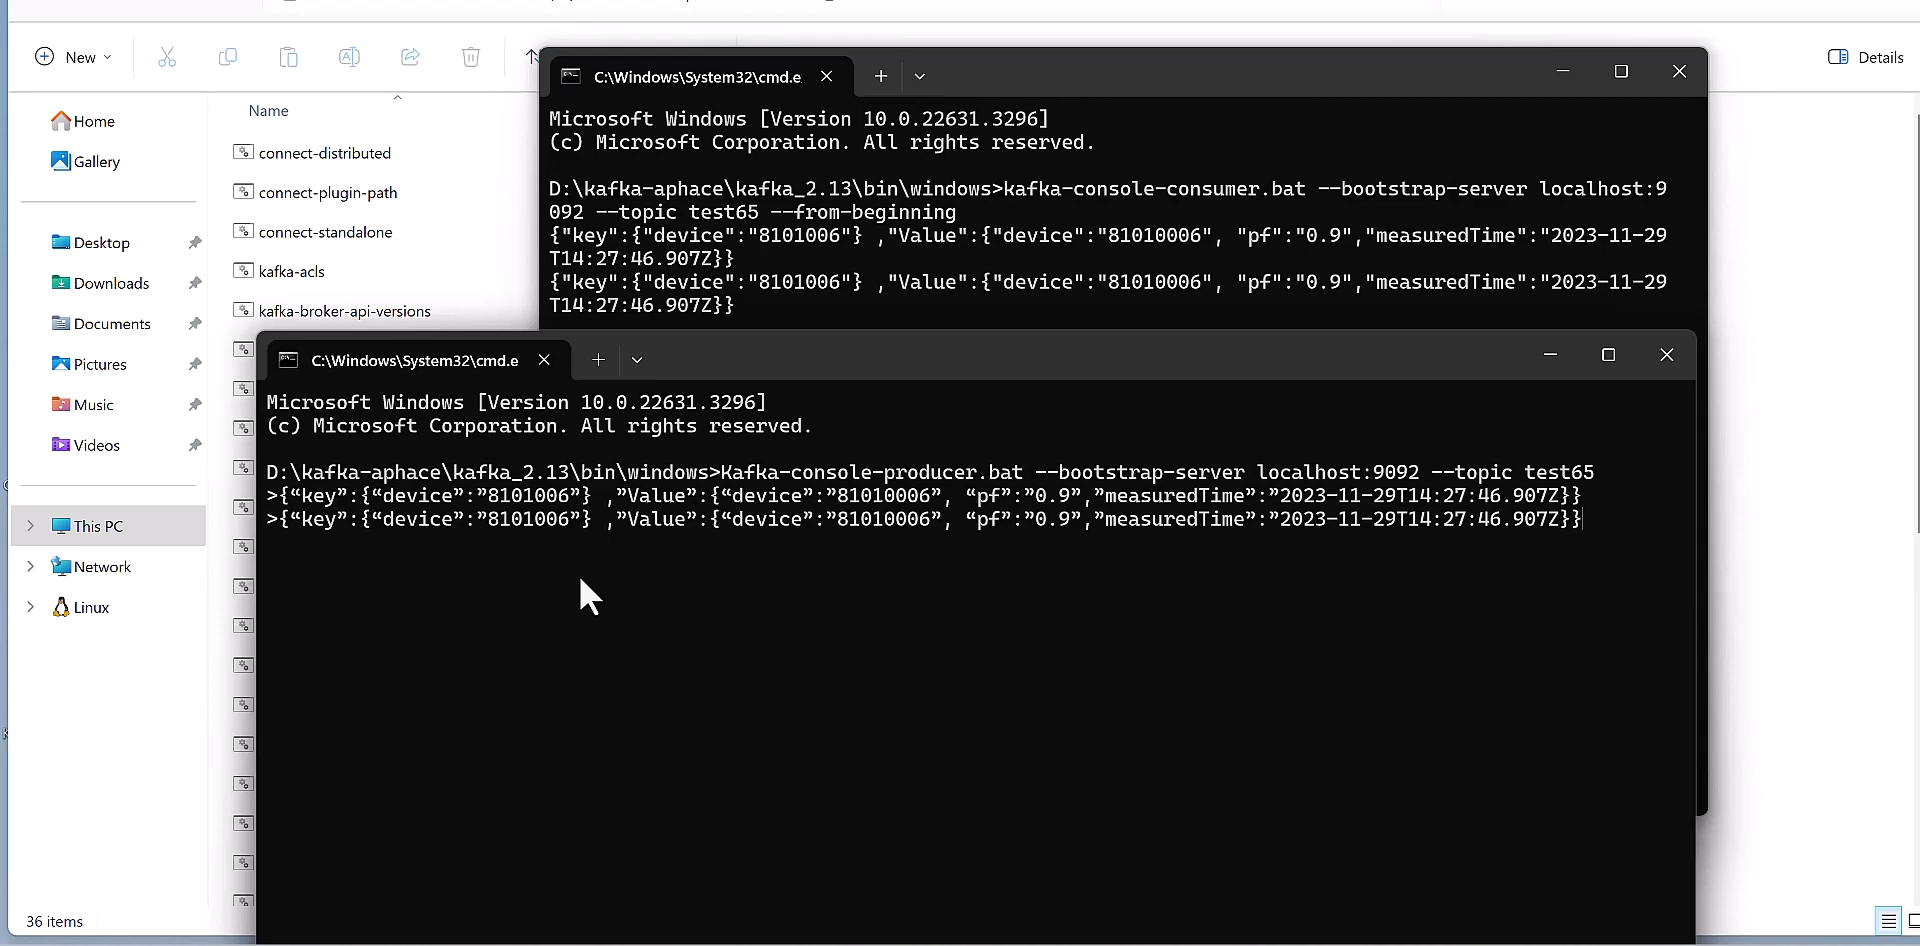 New
Details
C:\Windows\System32\cmd.e
Microsoft Windows [Version 10.0.22631.3296]
(c) Microsoft Corporation. All rights reserved.
D:\kafka-aphace\kafka_2.13\bin\windows>kafka-console-consumer.bat --bootstrap-server localhost:9
092 --topic test65 --from-beginning
{"key":{"device":"8101006"} ,"Value":{"device":"81010006", "pf":"0.9","measuredTime":"2023-11-29
T14:27:46.907Z}}
{"key":{"device":"8101006"} ,"Value":{"device":"81010006", "pf":"0.9","measuredTime":"2023-11-29
T14:27:46.907Z}}
Name
connect-distributed
connect-plugin-path
connect-standalone
kafka-acls
kafka-broker-api-versions
Home
Gallery
Desktop
Downloads
Documents
Pictures
Music
Videos
This PC
Network
Linux
C:\Windows\System32\cmd.e
Microsoft Windows [Version 10.0.22631.3296]
(c) Microsoft Corporation. All rights reserved.
D:\kafka-aphace\kafka_2.13\bin\windows>Kafka-console-producer.bat --bootstrap-server localhost:9092 --topic test65
>{“key”:{“device”:”8101006”} ,”Value”:{“device”:”81010006”, “pf”:”0.9”,”measuredTime”:”2023-11-29T14:27:46.907Z}}
>{“key”:{“device”:”8101006”} ,”Value”:{“device”:”81010006”, “pf”:”0.9”,”measuredTime”:”2023-11-29T14:27:46.907Z}}
36 items